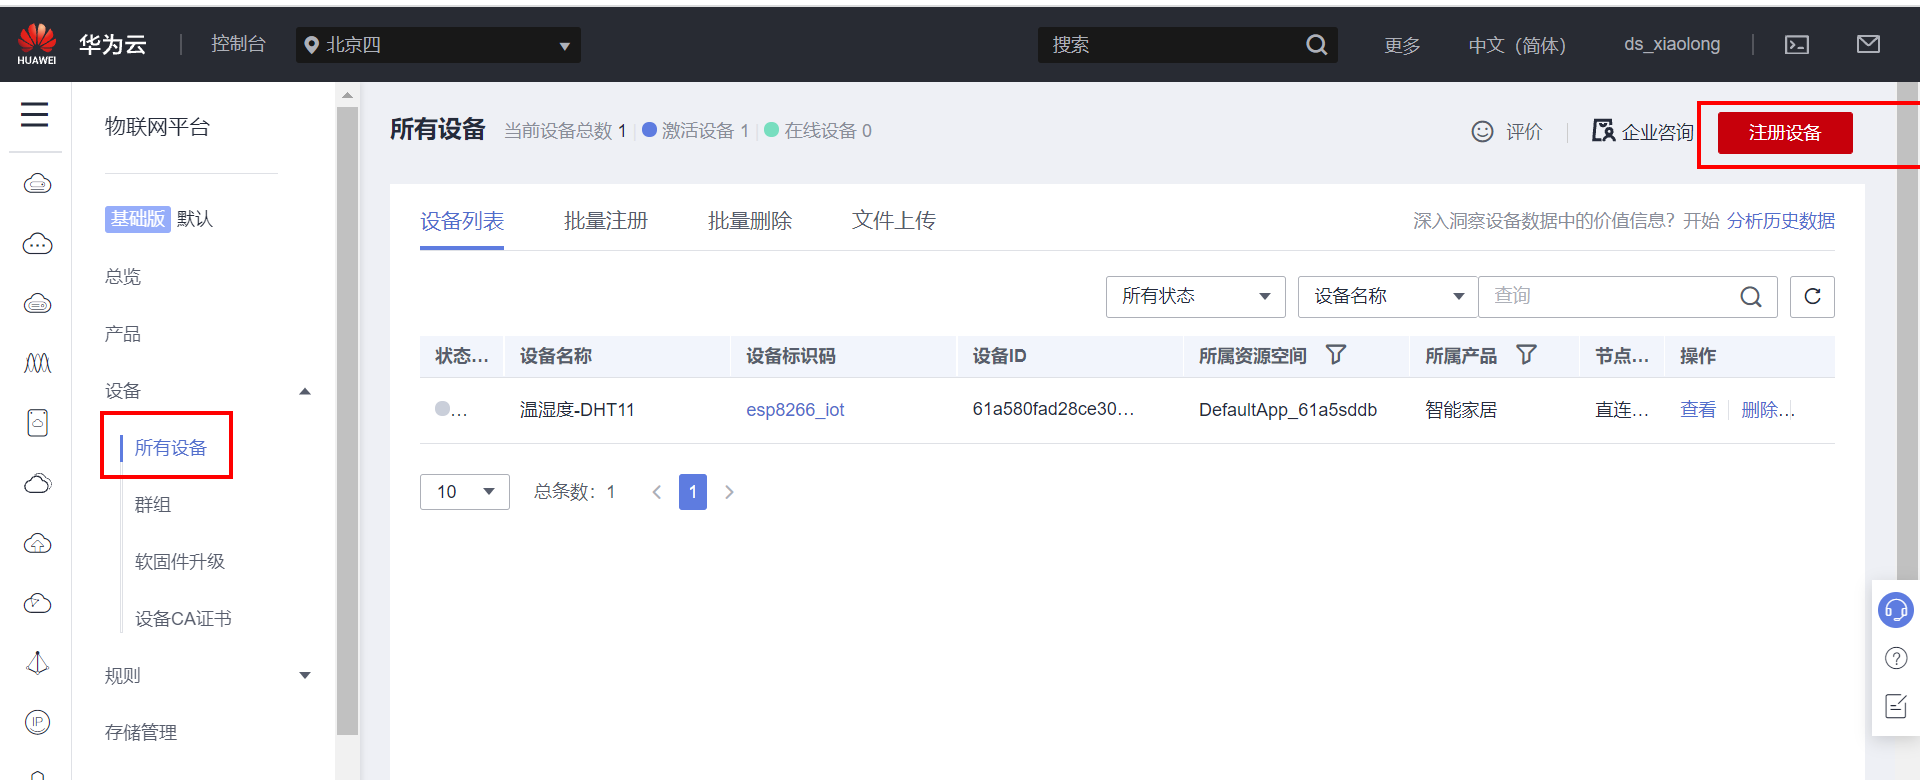 HUAWEI
华为云
控制台
北京四
搜索
更多
中文（简体）
ds_xiaolong
物联网平台
基础版 默认
总览
产品
设备
所有设备
群组
软固件升级
设备CA证书
规则
存储管理
IP
所有设备 当前设备总数 1 激活设备 1 在线设备 0
评价
企业咨询
注册设备
设备列表 批量注册 批量删除 文件上传
深入洞察设备数据中的价值信息？开始 分析历史数据
所有状态 设备名称 查询
状态... 设备名称 设备标识码 设备ID 所属资源空间 所属产品 节点... 操作
... 温湿度-DHT11 esp8266_iot 61a580fad28ce30... DefaultApp_61a5sddb 智能家居 直连... 查看 删除...
10 总条数：1 1